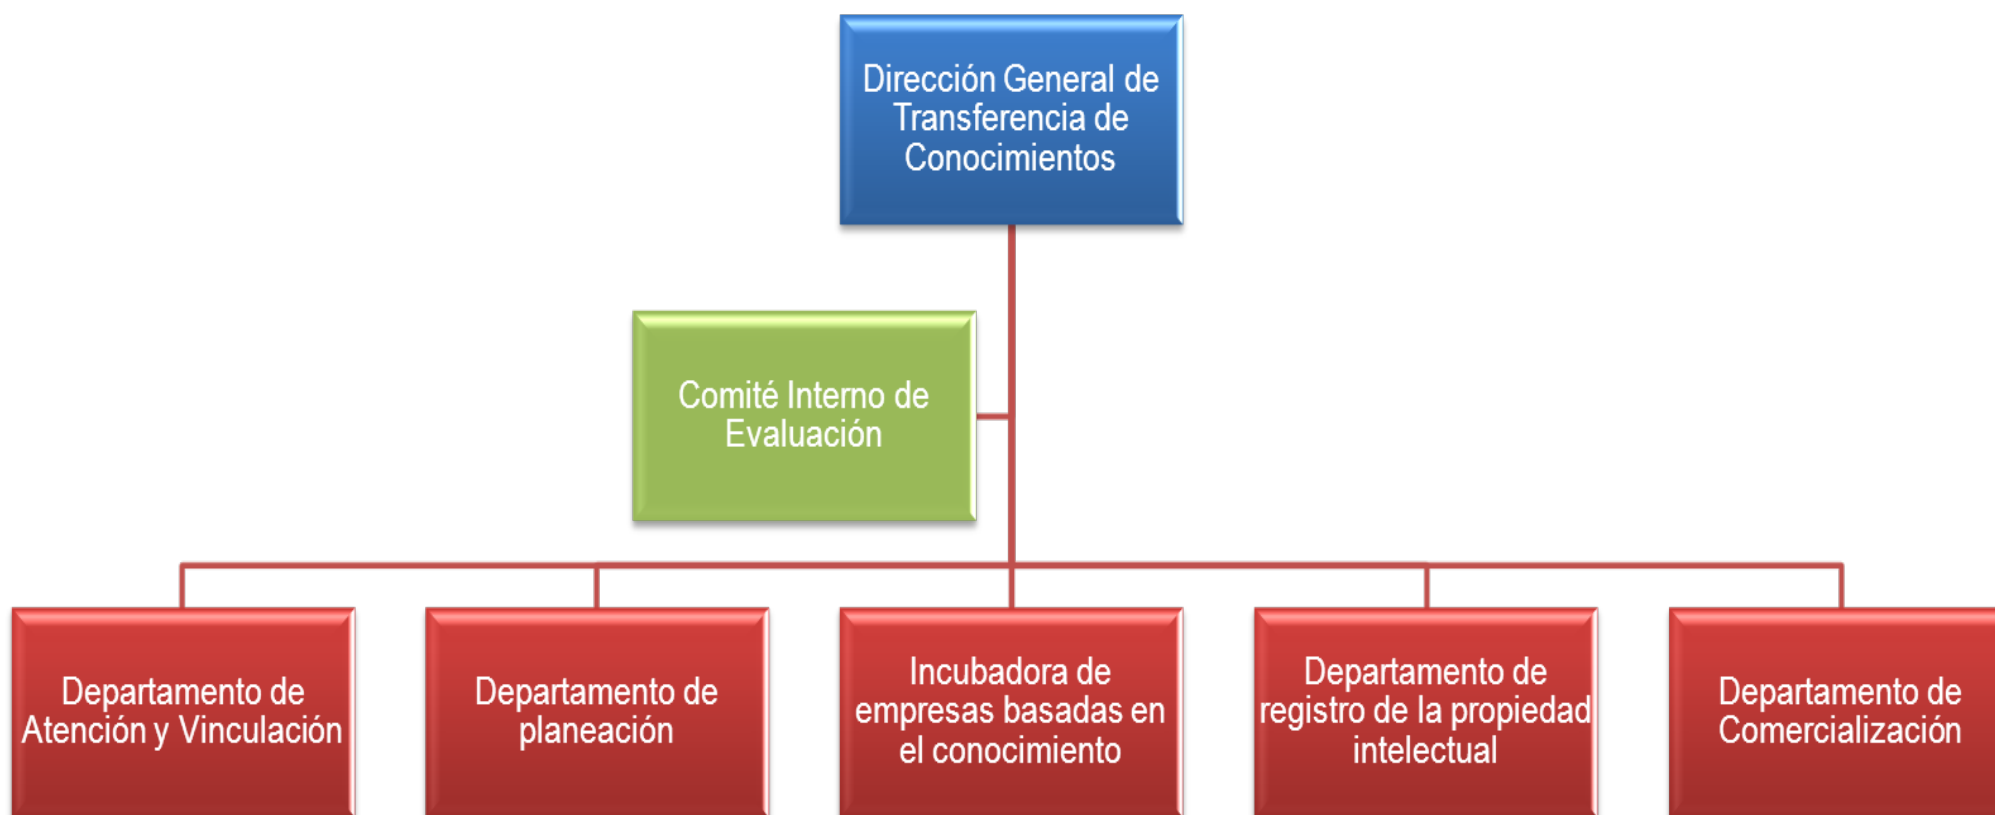 Dirección General de
Transferencia de
Conocimientos
Comité Interno de
Evaluación
Departamento de
Atención y Vinculación
Departamento de
planeación
Incubadora de
empresas basadas en
el conocimiento
Departamento de
registro de la propiedad
intelectual
Departamento de
Comercialización